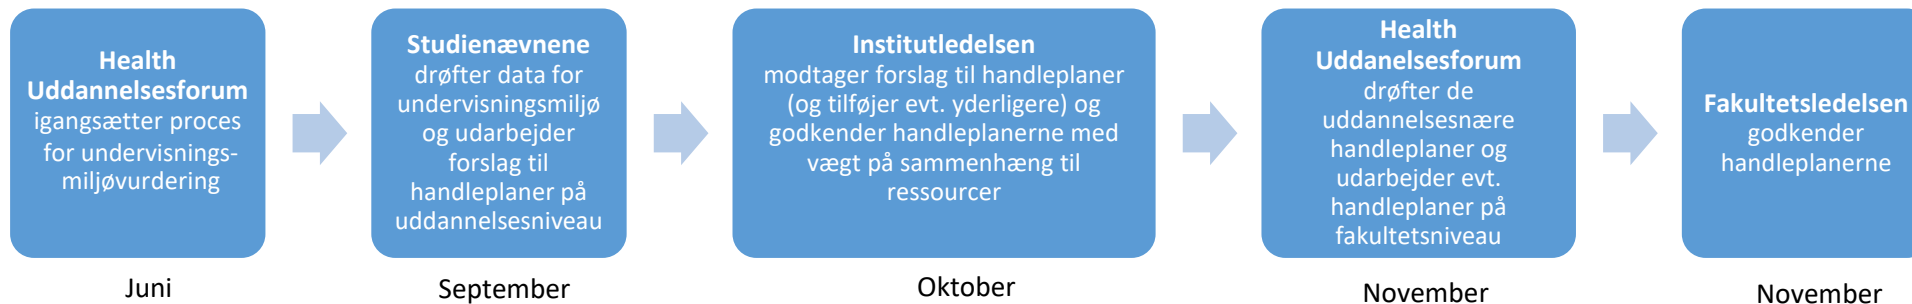 Health
Uddannelsesforum
igangsætter proces
for undervisnings-
miljøvurdering
Juni
Studienævnene
drøfter data for
undervisningsmiljø
og udarbejder
forslag til
handleplaner på
uddannelsesniveau
September
Institutledelsen
modtager forslag til handleplaner
(og tilføjer evt. yderligere) og
godkender handleplanerne med
vægt på sammenhæng til
ressourcer
Oktober
Health
Uddanelsesforum
drøfter de
uddannelsesnære
handleplaner og
udarbejder evt.
handleplaner på
fakultetsniveau
November
Fakultetsledelsen
godkender
handleplanerne
November